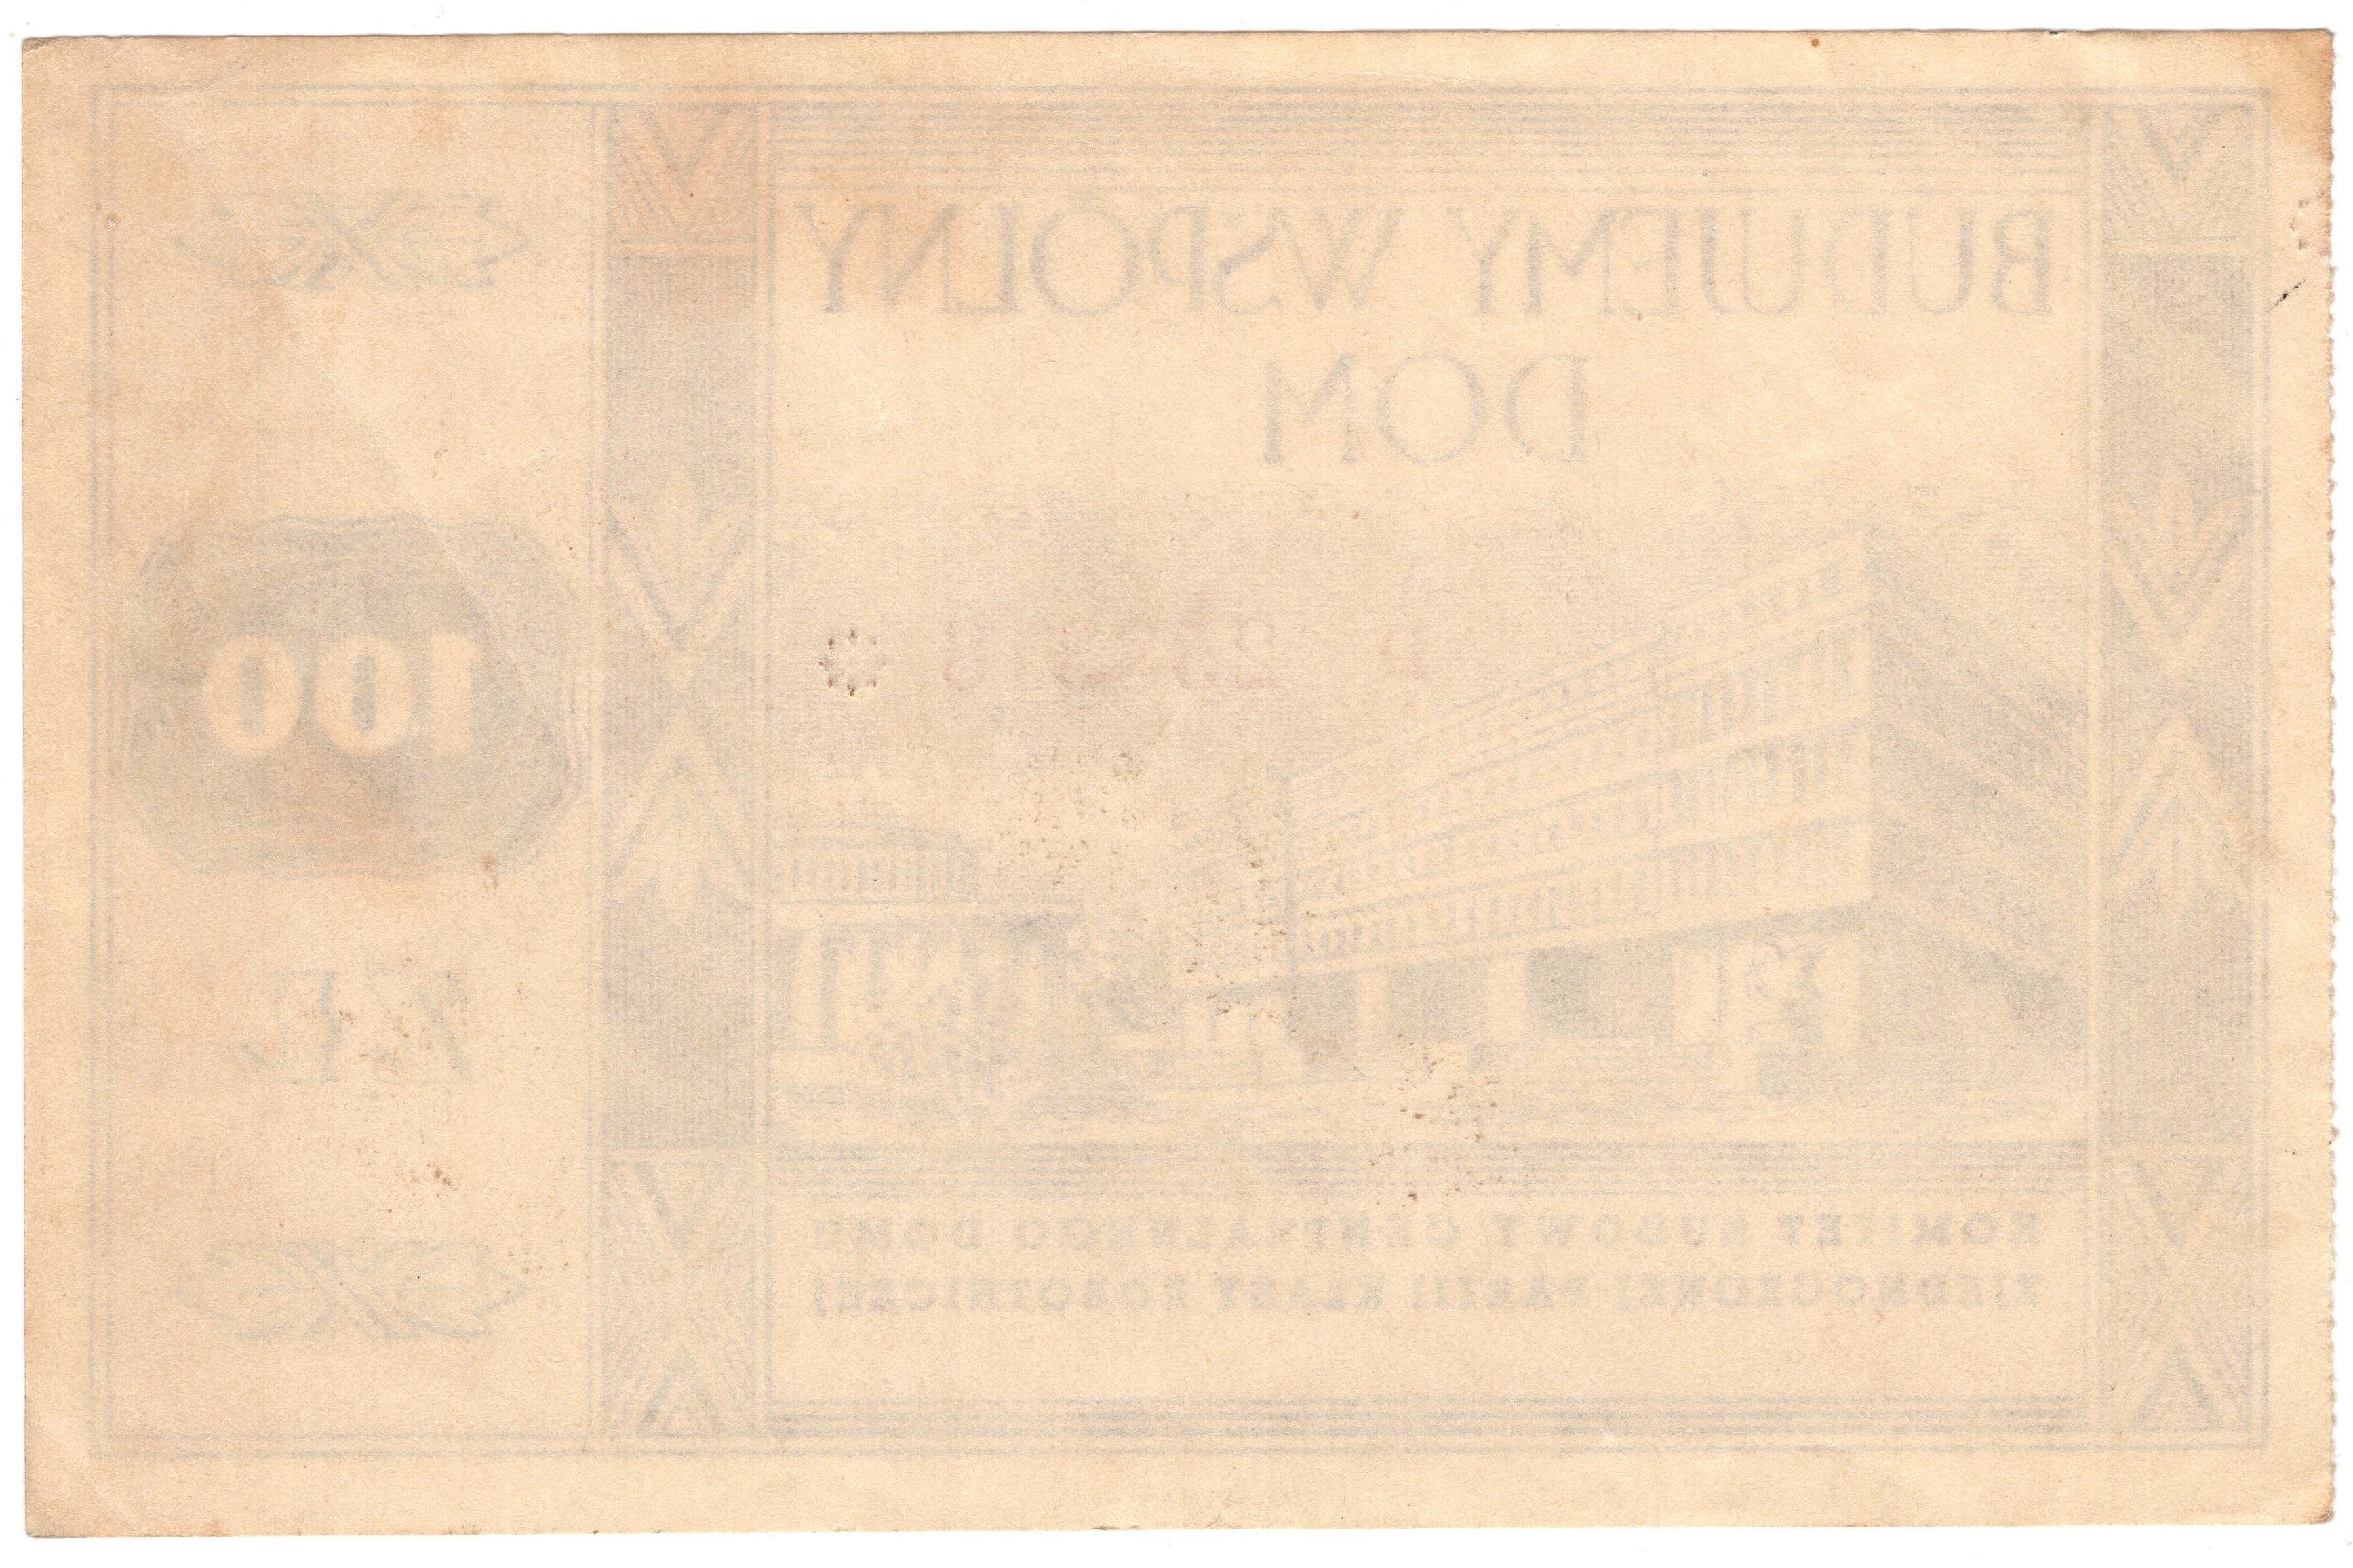 BUDUJEMY WSPÓLNY
DOM
D
100
ZŁ.
KOMITET BUDOWY CENTRALNEGO DOMU
ZJEDNOCZONEJ PARTII KLASY ROBOTNICZEJ